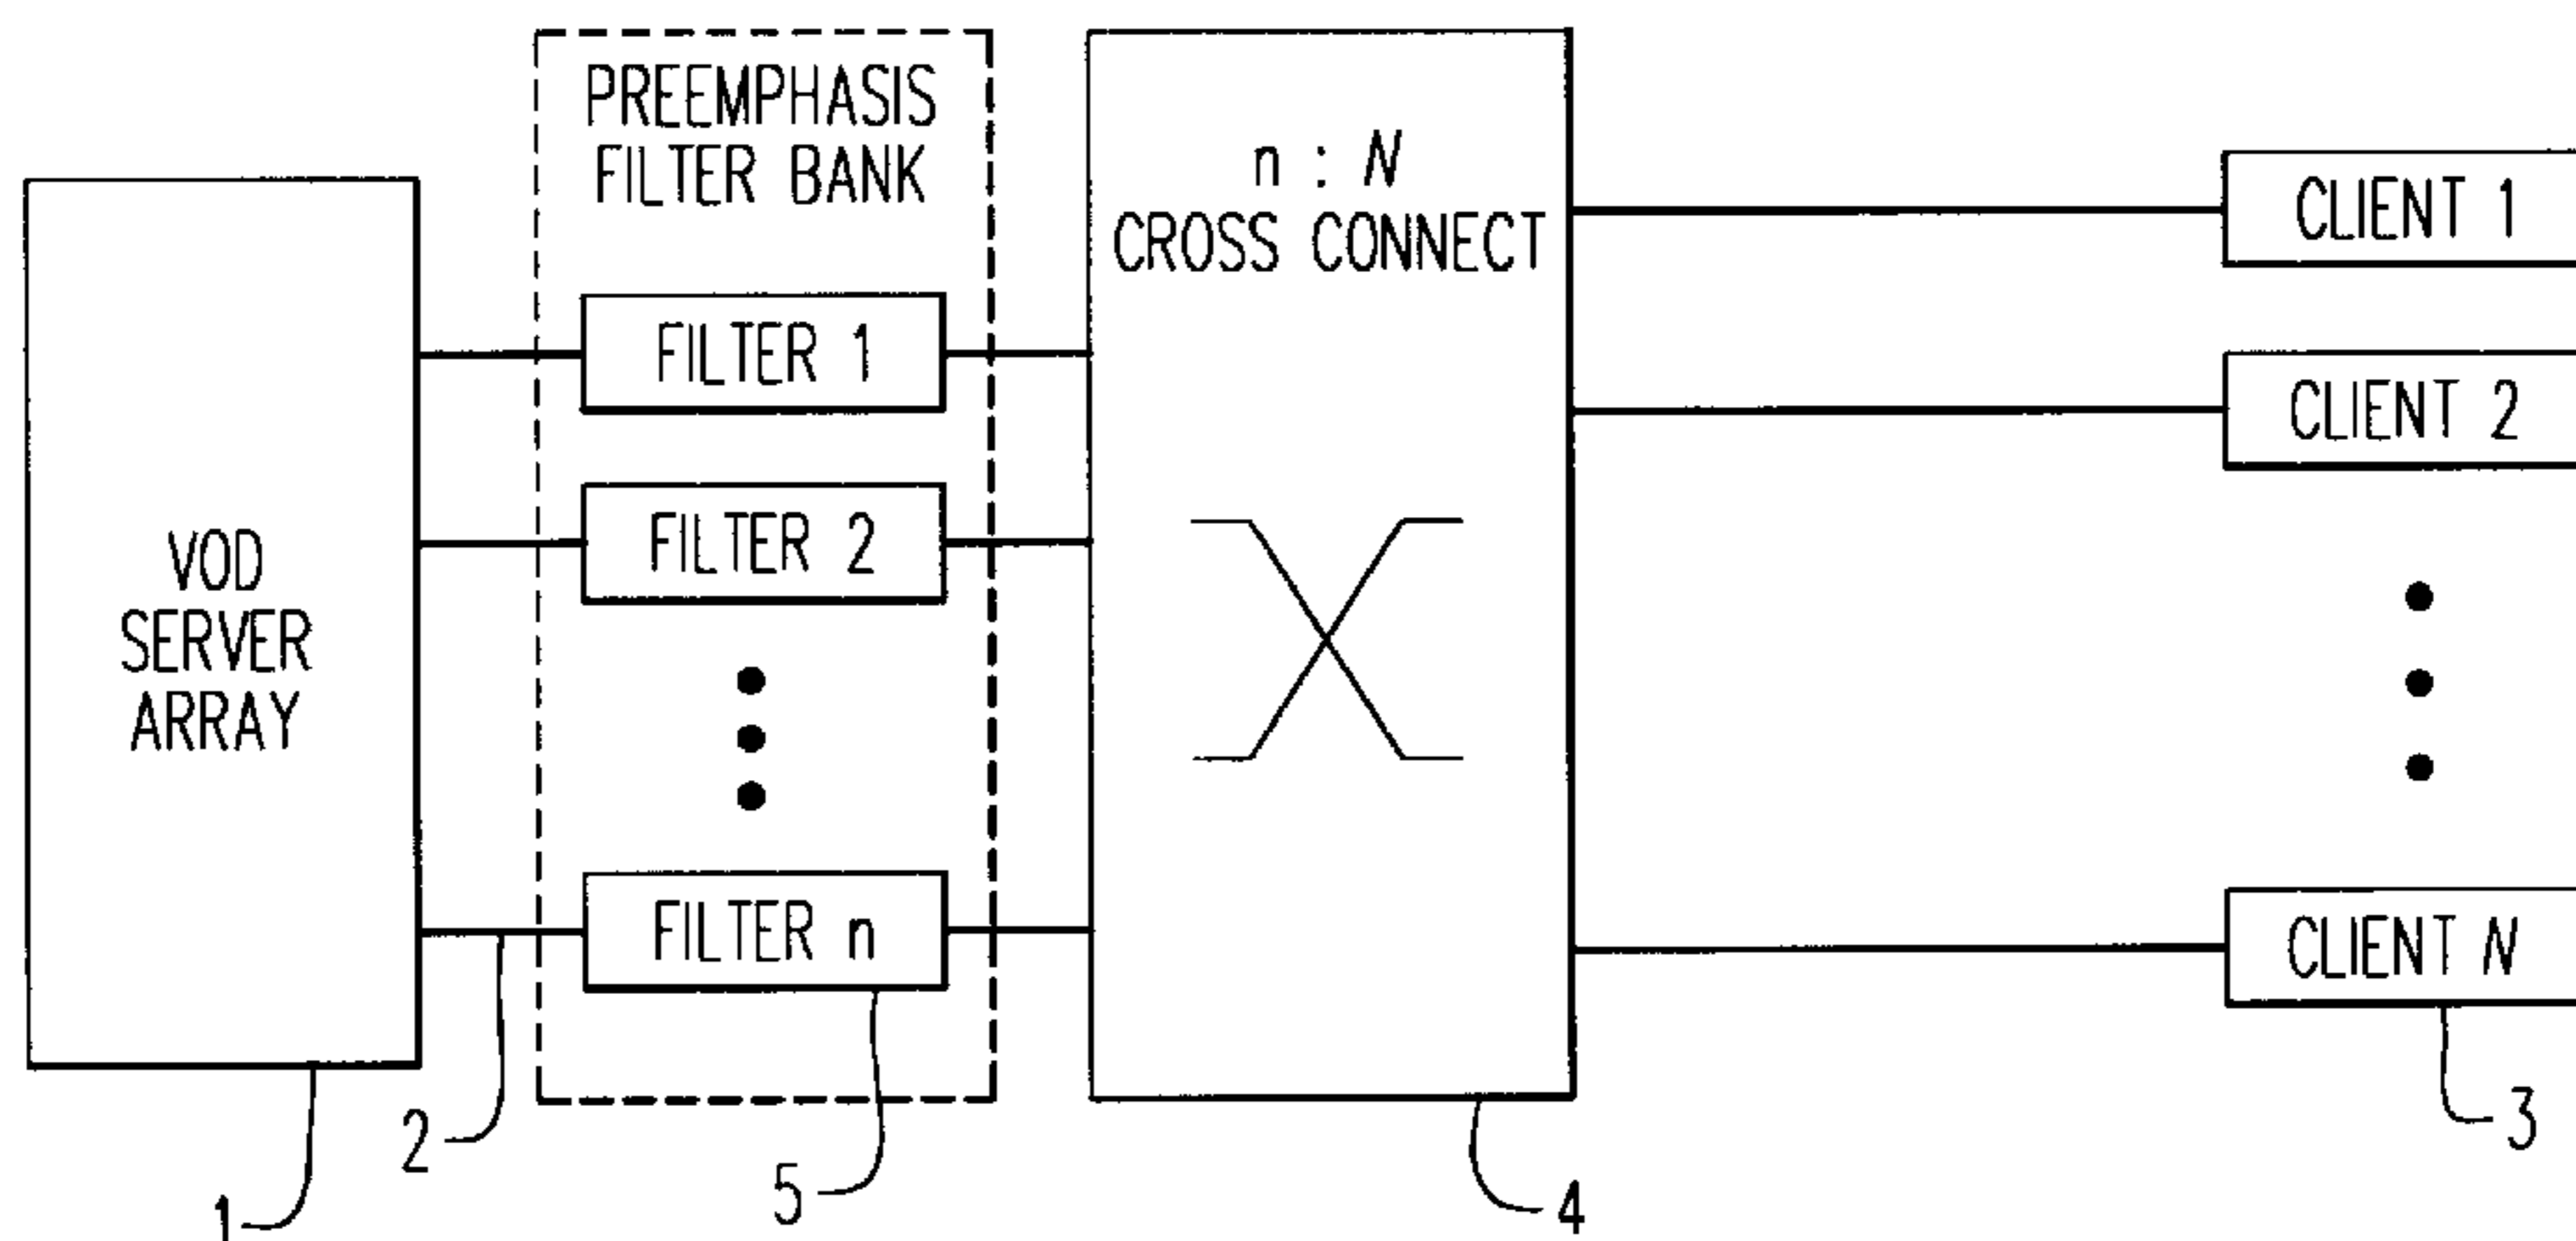 VOD
SERVER
ARRAY
PREEMPHASIS
FILTER BANK
FILTER 1
FILTER 2
FILTER n
n : N
CROSS CONNECT
CLIENT 1
CLIENT 2
CLIENT N
1
2
5
4
3